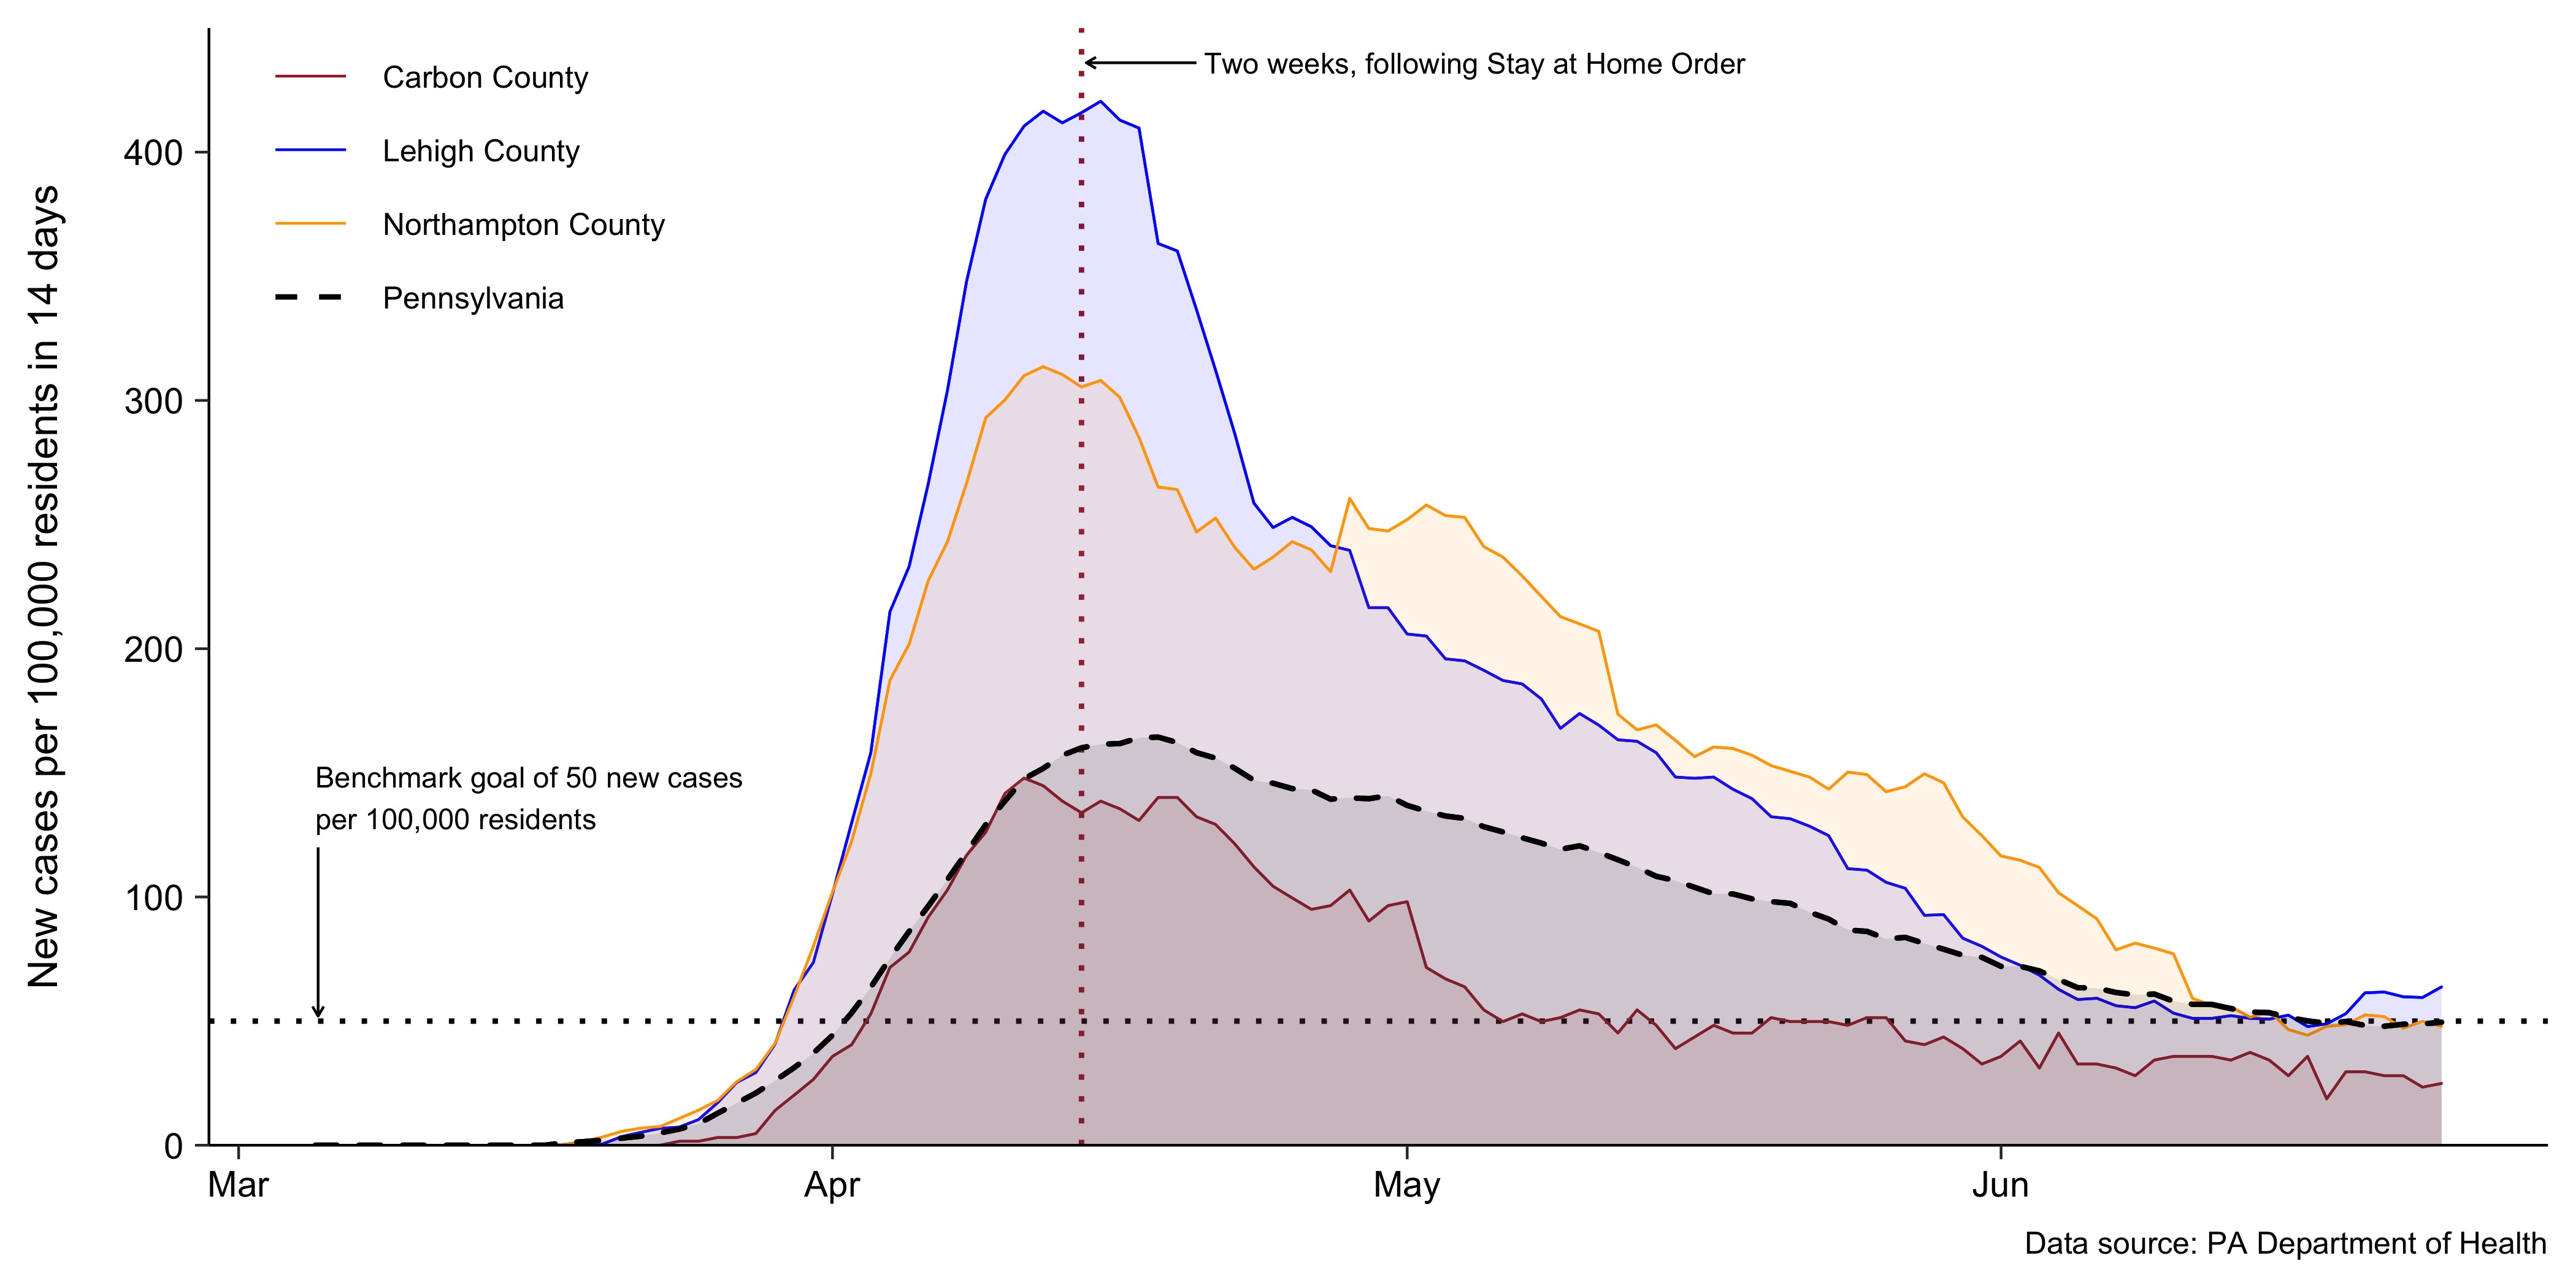 New cases per 100,000 residents in 14 days
400
300
200
100
0
Carbon County
Lehigh County
Northampton County
Pennsylvania
Two weeks, following Stay at Home Order
Benchmark goal of 50 new cases
per 100,000 residents
Mar
Apr
May
Jun
Data source: PA Department of Health